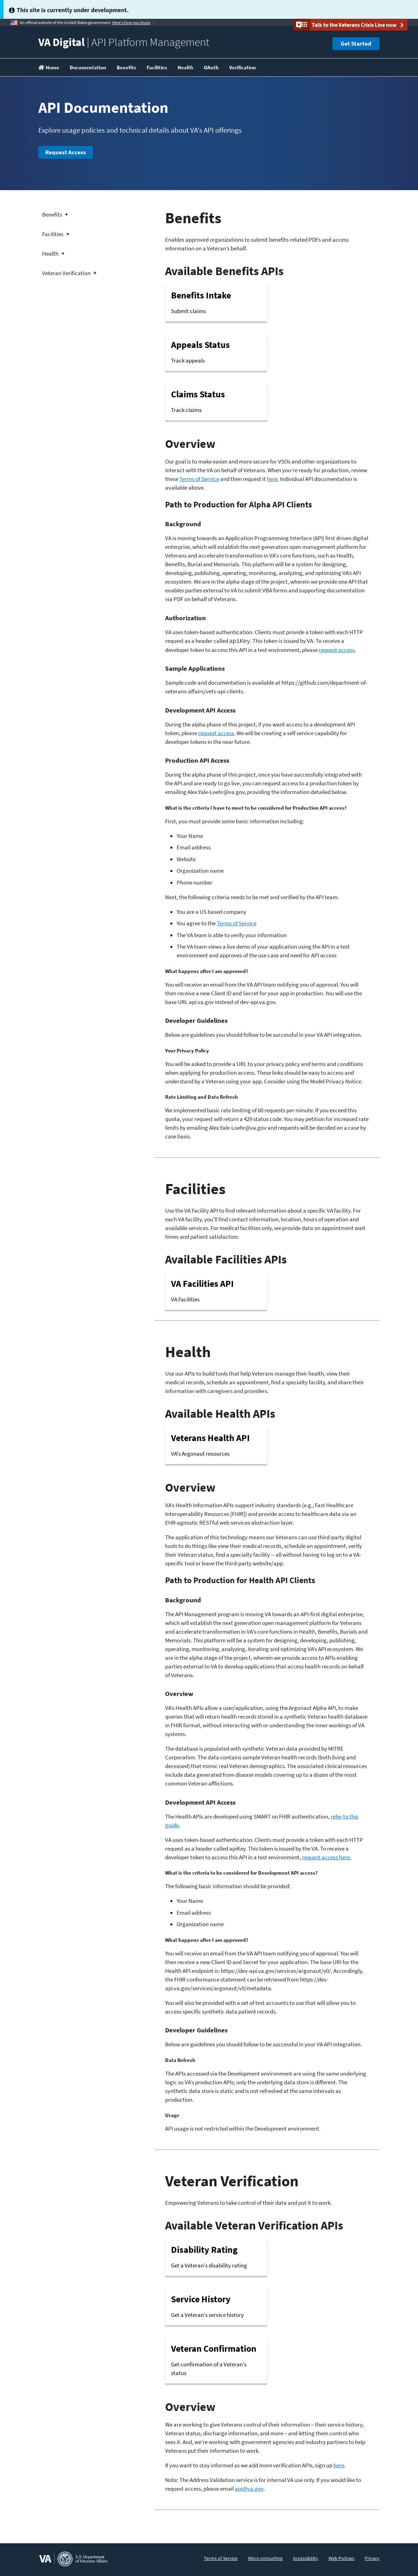 This site is currently under development.
An official website of the United States government. Here's how you know
Talk to the Veterans Crisis Line now
VA Digital | API Platform Management
Get Started
Home Documentation Benefits Facilities Health OAuth Verification
API Documentation
Explore usage policies and technical details about VA's API offerings
Request Access
Benefits
Facilities
Health
Veteran Verification
Benefits
Enables approved organizations to submit benefits-related PDFs and access
information on a Veteran's behalf.
Available Benefits APIs
Benefits Intake
Submit claims
Appeals Status
Track appeals
Claims Status
Track claims
Overview
Our goal is to make easier and more secure for VSOs and other organizations to
interact with the VA on behalf of Veterans. When you're ready for production, review
these Terms of Service and then request it here. Individual API documentation is
available above.
Path to Production for Alpha API Clients
Background
VA is moving towards an Application Programming Interface (API) first driven digital
enterprise, which will establish the next generation open management platform for
Veterans and accelerate transformation in VA's core functions, such as Health,
Benefits, Burial and Memorials. This platform will be a system for designing,
developing, publishing, operating, monitoring, analyzing, and optimizing VA's API
ecosystem. We are in the alpha stage of the project, wherein we provide one API that
enables parties external to VA to submit VBA forms and supporting documentation
via PDF on behalf of Veterans.
Authorization
VA uses token-based authentication. Clients must provide a token with each HTTP
request as a header called apiKey. This token is issued by VA. To receive a
developer token to access this API in a test environment, please request access.
Sample Applications
Sample code and documentation is available at https://github.com/department-of-
veterans-affairs/vets-api-clients.
Development API Access
During the alpha phase of this project, if you want access to a development API
token, please request access. We will be creating a self service capability for
developer tokens in the near future.
Production API Access
During the alpha phase of this project, once you have successfully integrated with
the API and are ready to go live, you can request access to a production token by
emailing Alex.Yale-Loehr@va.gov, providing the information detailed below.
What is the criteria I have to meet to be considered for Production API access?
First, you must provide some basic information including:
• Your Name
• Email address
• Website
• Organization name
• Phone number
Next, the following criteria needs to be met and verified by the API team.
• You are a US based company
• You agree to the Terms of Service
• The VA team is able to verify your information
• The VA team views a live demo of your application using the API in a test
environment and approves of the use case and need for API access
What happens after I am approved?
You will receive an email from the VA API team notifying you of approval. You will
then receive a new Client ID and Secret for your app in production. You will use the
base URL api.va.gov instead of dev-api.va.gov.
Developer Guidelines
Below are guidelines you should follow to be successful in your VA API integration.
Your Privacy Policy
You will be asked to provide a URL to your privacy policy and terms and conditions
when applying for production access. These links should be easy to access and
understand by a Veteran using your app. Consider using the Model Privacy Notice.
Rate Limiting and Data Refresh
We implemented basic rate limiting of 60 requests per minute. If you exceed this
quota, your request will return a 429 status code. You may petition for increased rate
limits by emailing Alex.Yale-Loehr@va.gov and requests will be decided on a case by
case basis.
Facilities
Use the VA Facility API to find relevant information about a specific VA facility. For
each VA facility, you'll find contact information, location, hours of operation and
available services. For medical facilities only, we provide data on appointment wait
times and patient satisfaction.
Available Facilities APIs
VA Facilities API
VA Facilities
Health
Use our APIs to build tools that help Veterans manage their health, view their
medical records, schedule an appointment, find a specialty facility, and share their
information with caregivers and providers.
Available Health APIs
Veterans Health API
VA's Argonaut resources
Overview
VA's Health Information APIs support industry standards (e.g., Fast Healthcare
Interoperability Resources [FHIR]) and provide access to healthcare data via an
EHR-agnostic RESTful web services abstraction layer.
The application of this technology means our Veterans can use third-party digital
tools to do things like view their medical records, schedule an appointment, verify
their Veteran status, find a specialty facility -- all without having to log on to a VA-
specific tool or leave the third-party website/app.
Path to Production for Health API Clients
Background
The API Management program is moving VA towards an API-first digital enterprise,
which will establish the next generation open management platform for Veterans
and accelerate transformation in VA's core functions in Health, Benefits, Burials and
Memorials. This platform will be a system for designing, developing, publishing,
operating, monitoring, analyzing, iterating and optimizing VA's API ecosystem. We
are in the alpha stage of the project, wherein we provide access to APIs enabling
parties external to VA to develop applications that access health records on behalf
of Veterans.
Overview
VA's Health APIs allow a user/application, using the Argonaut Alpha API, to make
queries that return health records stored in a synthetic Veteran health database
in FHIR format, without interacting with or understanding the inner workings of VA
systems.
The database is populated with synthetic Veteran data provided by MITRE
Corporation. The data contains sample Veteran health records (both living and
deceased) that mimic real Veteran demographics. The associated clinical resources
include data generated from disease models covering up to a dozen of the most
common Veteran afflictions.
Development API Access
The Health APIs are developed using SMART on FHIR authentication, refer to this
guide.
VA uses token-based authentication. Clients must provide a token with each HTTP
request as a header called apiKey. This token is issued by the VA. To receive a
developer token to access this API in a test environment, request access here.
What is the criteria to be considered for Development API access?
The following basic information should be provided:
• Your Name
• Email address
• Organization name
What happens after I am approved?
You will receive an email from the VA API team notifying you of approval. You will
then receive a new Client ID and Secret for your application. The base URI for the
Health API endpoint is: https://dev-api.va.gov/services/argonaut/v0/. Accordingly,
the FHIR conformance statement can be retrieved from https://dev-
api.va.gov/services/argonaut/v0/metadata.
You will also be provided with a set of test accounts to use that will allow you to
access specific synthetic data patient records.
Developer Guidelines
Below are guidelines you should follow to be successful in your VA API integration.
Data Refresh
The APIs accessed via the Development environment are using the same underlying
logic as VA's production APIs; only the underlying data store is different. The
synthetic data store is static and is not refreshed at the same intervals as
production.
Usage
API usage is not restricted within the Development environment.
Veteran Verification
Empowering Veterans to take control of their data and put it to work.
Available Veteran Verification APIs
Disability Rating
Get a Veteran's disability rating
Service History
Get a Veteran's service history
Veteran Confirmation
Get confirmation of a Veteran's
status
Overview
We are working to give Veterans control of their information – their service history,
Veteran status, discharge information, and more – and letting them control who
sees it. And, we're working with government agencies and industry partners to help
Veterans put their information to work.
If you want to stay informed as we add more verification APIs, sign up here.
Note: The Address Validation service is for internal VA use only. If you would like to
request access, please email api@va.gov.
VA | U.S. Department of Veterans Affairs
Terms of Service Micro-consulting Accessibility Web Policies Privacy